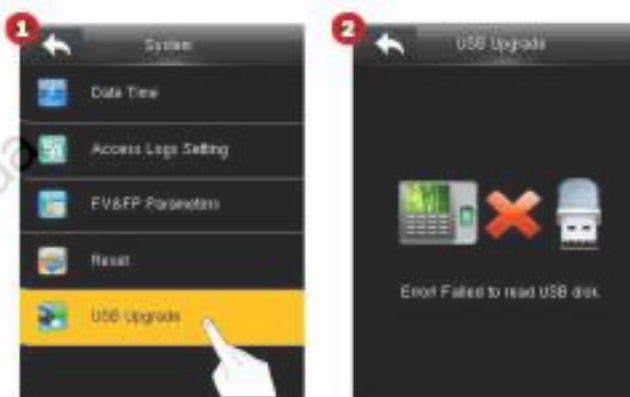 1
System
Date Time
Access Logs Setting
FV&FP Parameters
Reset
USB Upgrade
2
USB Upgrade
Error! Failed to read USB disk.